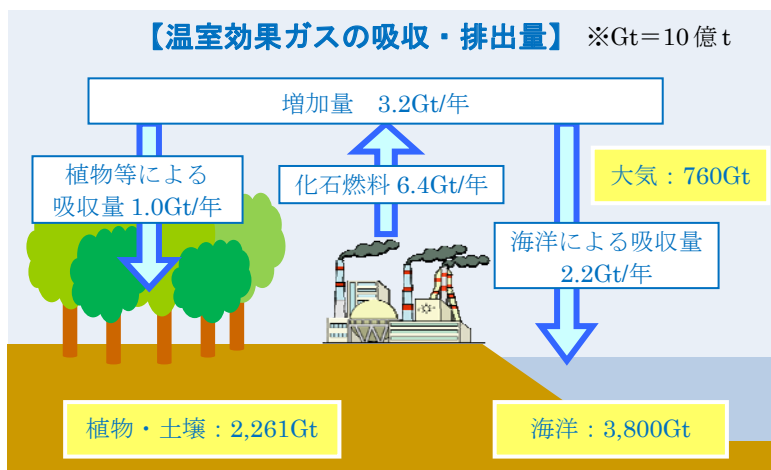 【温室効果ガスの吸収・排出量】 ※Gt=10億t
増加量 3.2Gt/年
植物等による
吸収量 1.0Gt/年
化石燃料 6.4Gt/年
大気：760Gt
海洋による吸収量
2.2Gt/年
植物・土壌：2,261Gt
海洋：3,800Gt